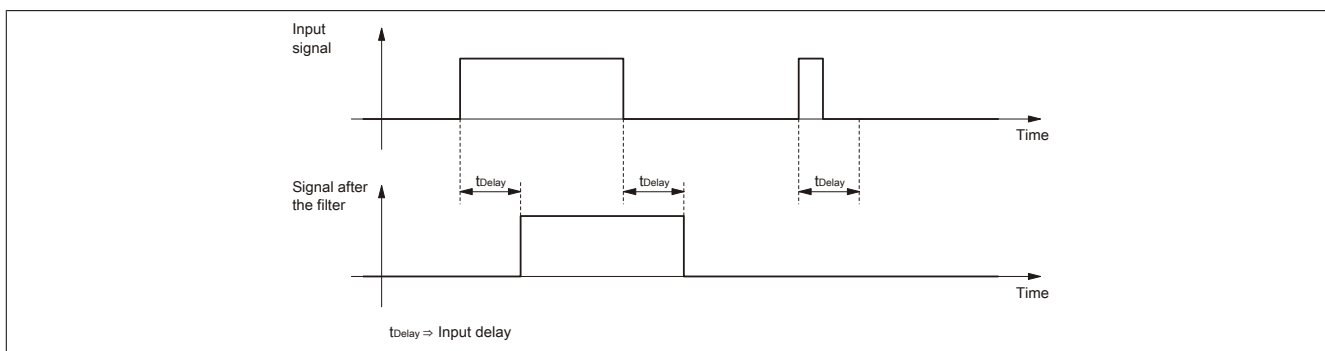 Input
signal
Time
Signal after
the filter
tDelay
tDelay
tDelay
Time
tDelay ⇒ Input delay